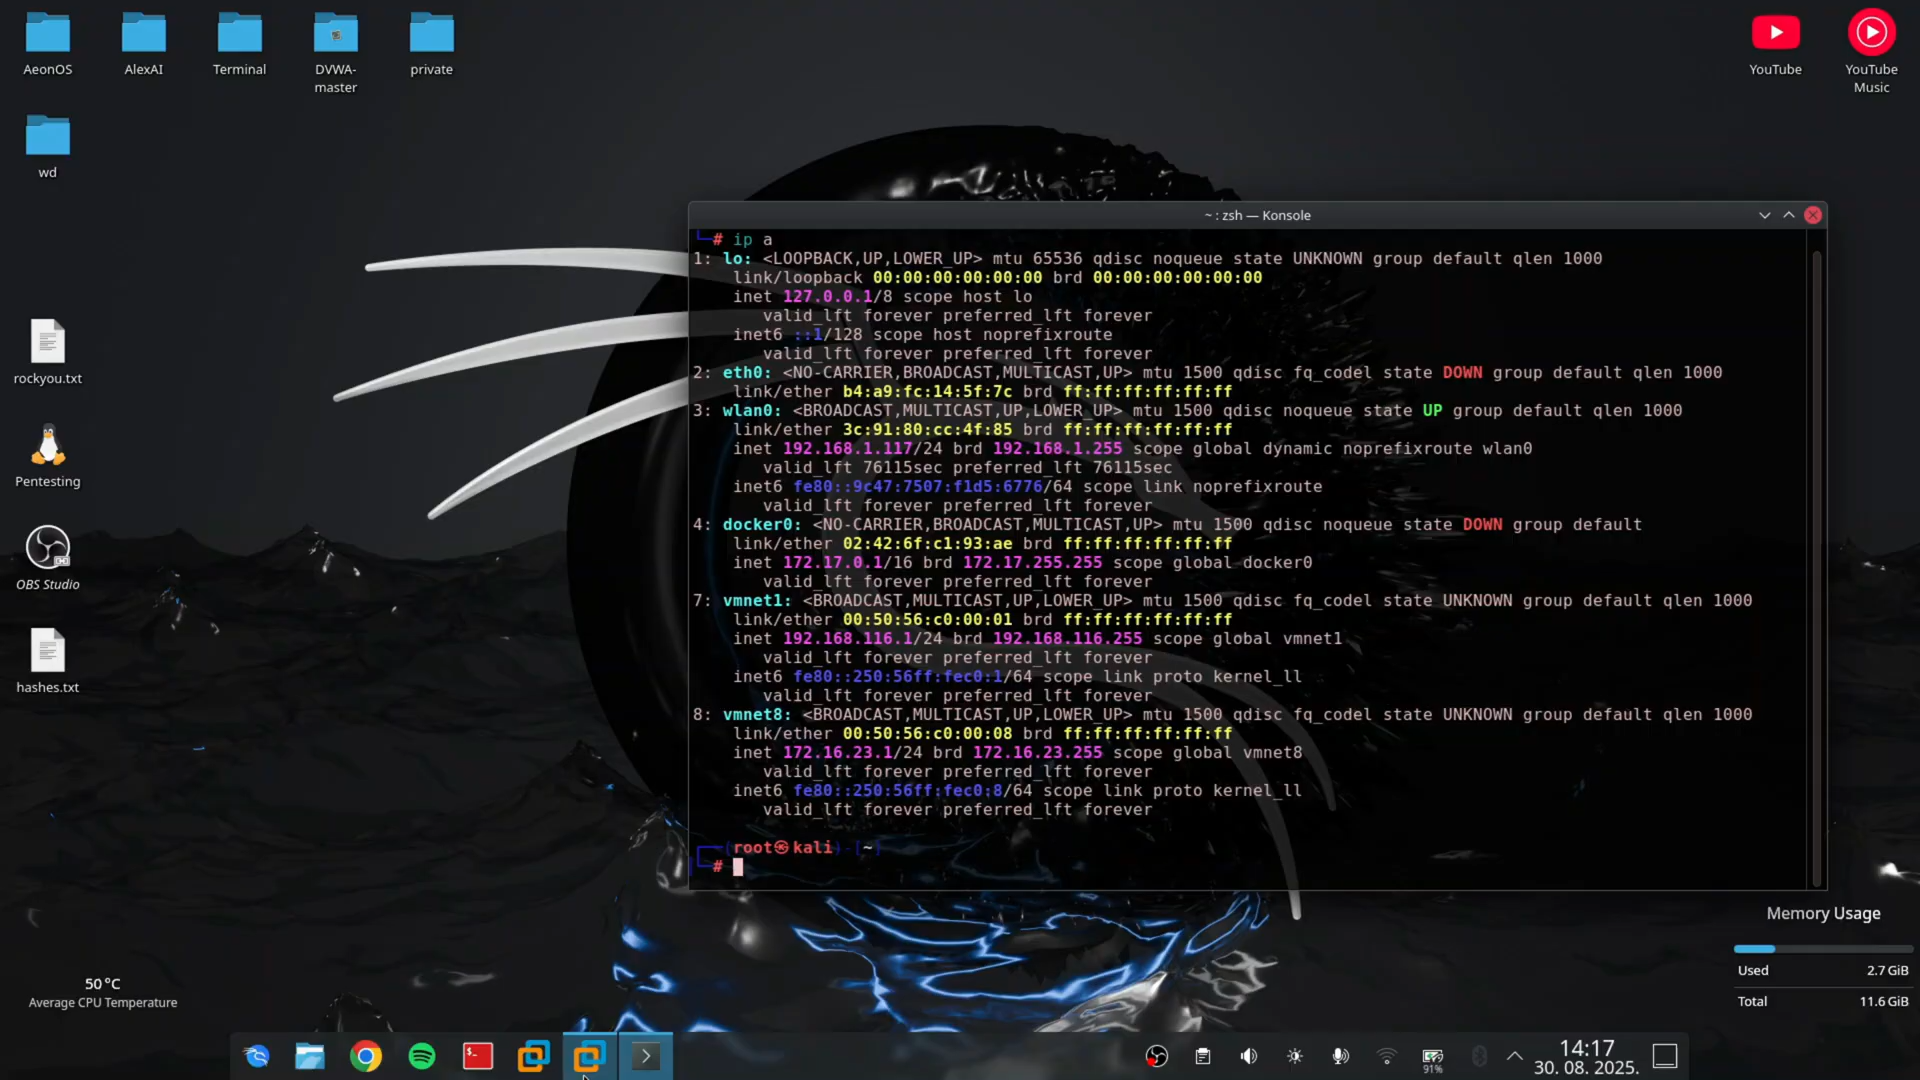 AeonOS
AlexAI
Terminal
DVWA-
master
private
YouTube
YouTube
Music
wd
rockyou.txt
Pentesting
OBS Studio
hashes.txt
~ : zsh — Konsole
└─# ip a
1: lo: <LOOPBACK,UP,LOWER_UP> mtu 65536 qdisc noqueue state UNKNOWN group default qlen 1000
link/loopback 00:00:00:00:00:00 brd 00:00:00:00:00:00
inet 127.0.0.1/8 scope host lo
valid_lft forever preferred_lft forever
inet6 ::1/128 scope host noprefixroute
valid_lft forever preferred_lft forever
2: eth0: <NO-CARRIER,BROADCAST,MULTICAST,UP> mtu 1500 qdisc fq_codel state DOWN group default qlen 1000
link/ether b4:a9:fc:14:5f:7c brd ff:ff:ff:ff:ff:ff
3: wlan0: <BROADCAST,MULTICAST,UP,LOWER_UP> mtu 1500 qdisc noqueue state UP group default qlen 1000
link/ether 3c:91:80:cc:4f:85 brd ff:ff:ff:ff:ff:ff
inet 192.168.1.117/24 brd 192.168.1.255 scope global dynamic noprefixroute wlan0
valid_lft 76115sec preferred_lft 76115sec
inet6 fe80::9c47:7507:f1d5:6776/64 scope link noprefixroute
valid_lft forever preferred_lft forever
4: docker0: <NO-CARRIER,BROADCAST,MULTICAST,UP> mtu 1500 qdisc noqueue state DOWN group default
link/ether 02:42:6f:c1:93:ae brd ff:ff:ff:ff:ff:ff
inet 172.17.0.1/16 brd 172.17.255.255 scope global docker0
valid_lft forever preferred_lft forever
7: vmnet1: <BROADCAST,MULTICAST,UP,LOWER_UP> mtu 1500 qdisc fq_codel state UNKNOWN group default qlen 1000
link/ether 00:50:56:c0:00:01 brd ff:ff:ff:ff:ff:ff
inet 192.168.116.1/24 brd 192.168.116.255 scope global vmnet1
valid_lft forever preferred_lft forever
inet6 fe80::250:56ff:fec0:1/64 scope link proto kernel_ll
valid_lft forever preferred_lft forever
8: vmnet8: <BROADCAST,MULTICAST,UP,LOWER_UP> mtu 1500 qdisc fq_codel state UNKNOWN group default qlen 1000
link/ether 00:50:56:c0:00:08 brd ff:ff:ff:ff:ff:ff
inet 172.16.23.1/24 brd 172.16.23.255 scope global vmnet8
valid_lft forever preferred_lft forever
inet6 fe80::250:56ff:fec0:8/64 scope link proto kernel_ll
valid_lft forever preferred_lft forever
┌──(root㉿kali)-[~]
└─#
Memory Usage
Used 2.7 GiB
Total 11.6 GiB
50 °C
Average CPU Temperature
91%
14:17
30. 08. 2025.